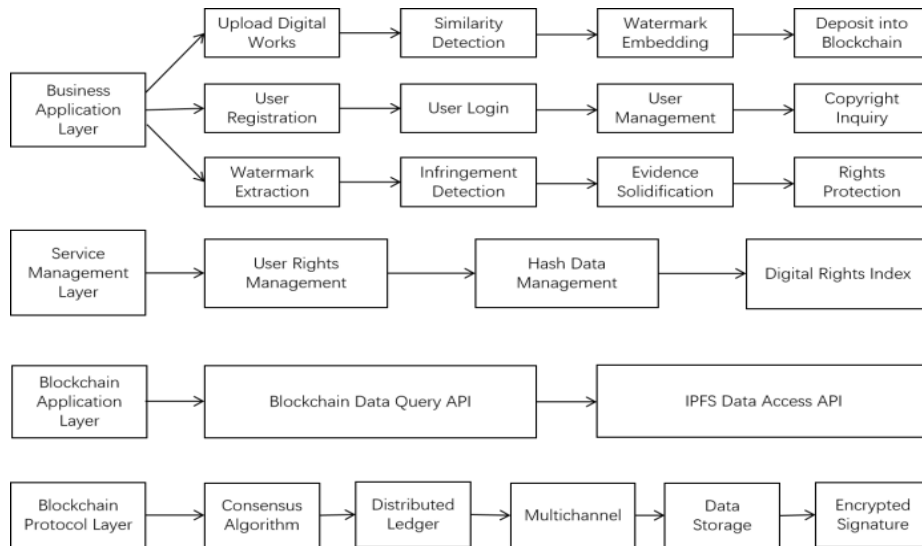 Upload Digital
Works
Similarity
Detection
Watermark
Embedding
Deposit into
Blockchain
Business
Application
Layer
User
Registration
User Login
User
Management
Copyright
Inquiry
Watermark
Extraction
Infringement
Detection
Evidence
Solidification
Rights
Protection
Service
Management
Layer
User Rights
Management
Hash Data
Management
Digital Rights Index
Blockchain
Application
Layer
Blockchain Data Query API
IPFS Data Access API
Blockchain
Protocol Layer
Consensus
Algorithm
Distributed
Ledger
Multichannel
Data
Storage
Encrypted
Signature